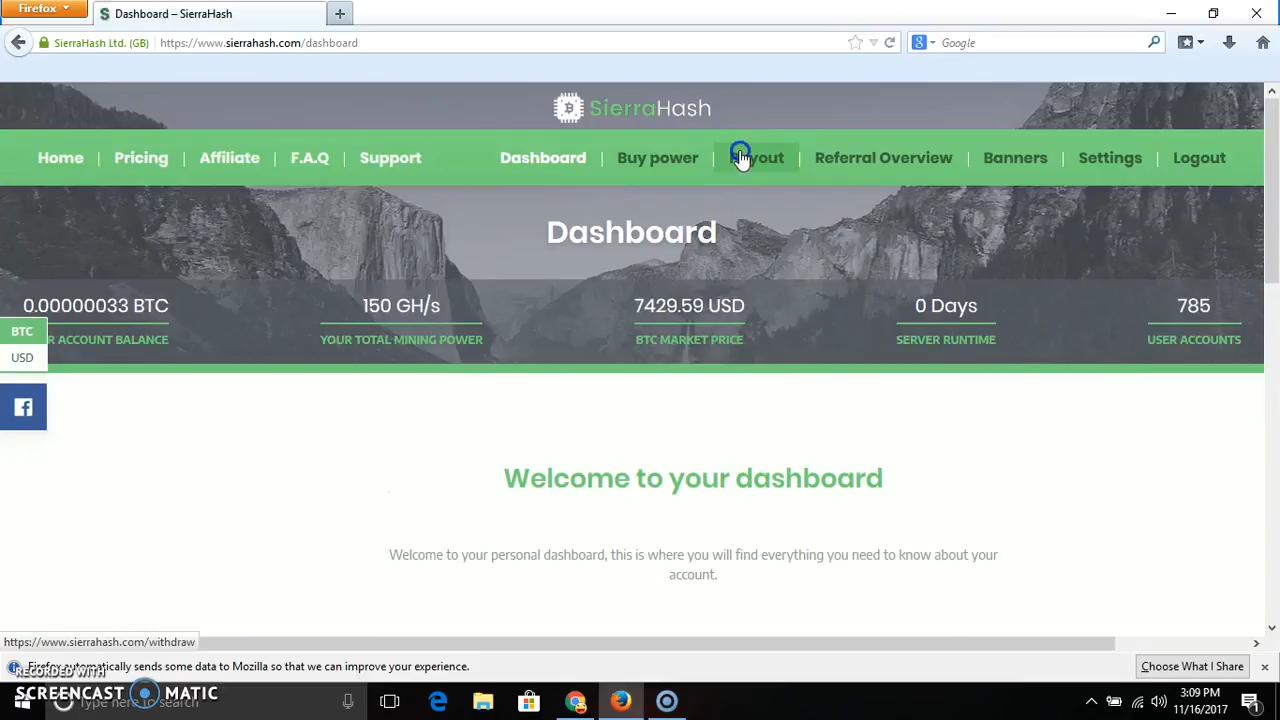 Firefox
Dashboard – SierraHash
SierraHash Ltd. (GB)
https://www.sierrahash.com/dashboard
Google
SierraHash
Home
Pricing
Affiliate
F.A.Q
Support
Dashboard
Buy power
Referral Overview
Banners
Settings
Logout
Dashboard
0.00000033 BTC
150 GH/s
7429.59 USD
0 Days
785
ACCOUNT BALANCE
YOUR TOTAL MINING POWER
BTC MARKET PRICE
SERVER RUNTIME
USER ACCOUNTS
BTC
USD
Welcome to your dashboard
Welcome to your personal dashboard, this is where you will find everything you need to know about your
account.
https://www.sierrahash.com/withdraw
Firefox automatically sends some data to Mozilla so that we can improve your experience.
Choose What I Share
RECORDED WITH
SCREENCAST MATIC
Type here to search
3:09 PM
11/16/2017